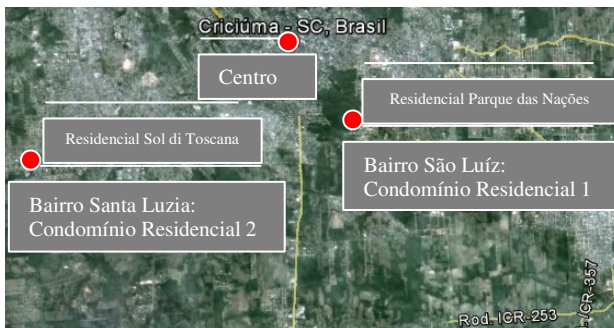 Criciúma - SC, Brasil
Centro
Residencial Parque das Nações
Residencial Sol di Toscana
Bairro São Luíz:
Condomínio Residencial 1
Bairro Santa Luzia:
Condomínio Residencial 2
Rod. ICR-253
ICR-357